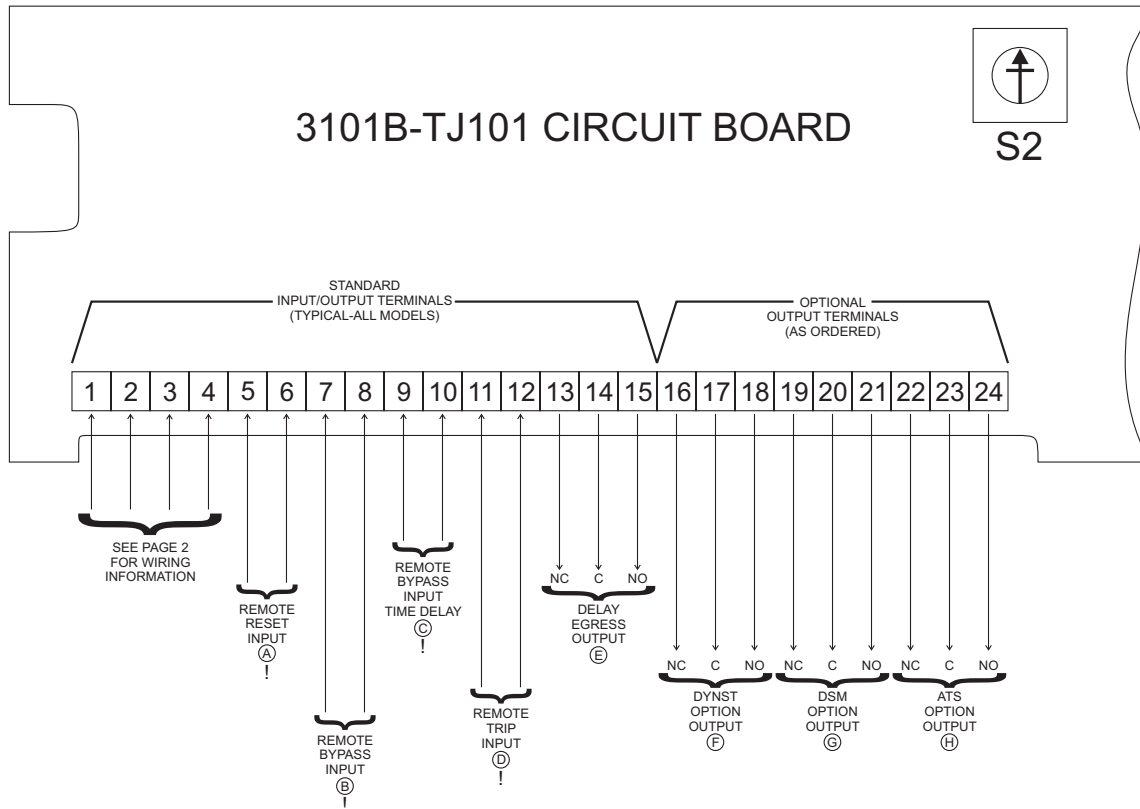 3101B-TJ101 CIRCUIT BOARD
S2
STANDARD
INPUT/OUTPUT TERMINALS
(TYPICAL-ALL MODELS)
OPTIONAL
OUTPUT TERMINALS
(AS ORDERED)
1 2 3 4 5 6 7 8 9 10 11 12 13 14 15 16 17 18 19 20 21 22 23 24
SEE PAGE 2
FOR WIRING
INFORMATION
REMOTE
RESET
INPUT
A
!
REMOTE
BYPASS
INPUT
B
!
REMOTE
BYPASS
INPUT
TIME DELAY
C
!
REMOTE
TRIP
INPUT
D
!
NC C NO
DELAY
EGRESS
OUTPUT
E
NC C NO
DYNST
OPTION
OUTPUT
F
NC C NO
DSM
OPTION
OUTPUT
G
NC C NO
ATS
OPTION
OUTPUT
H